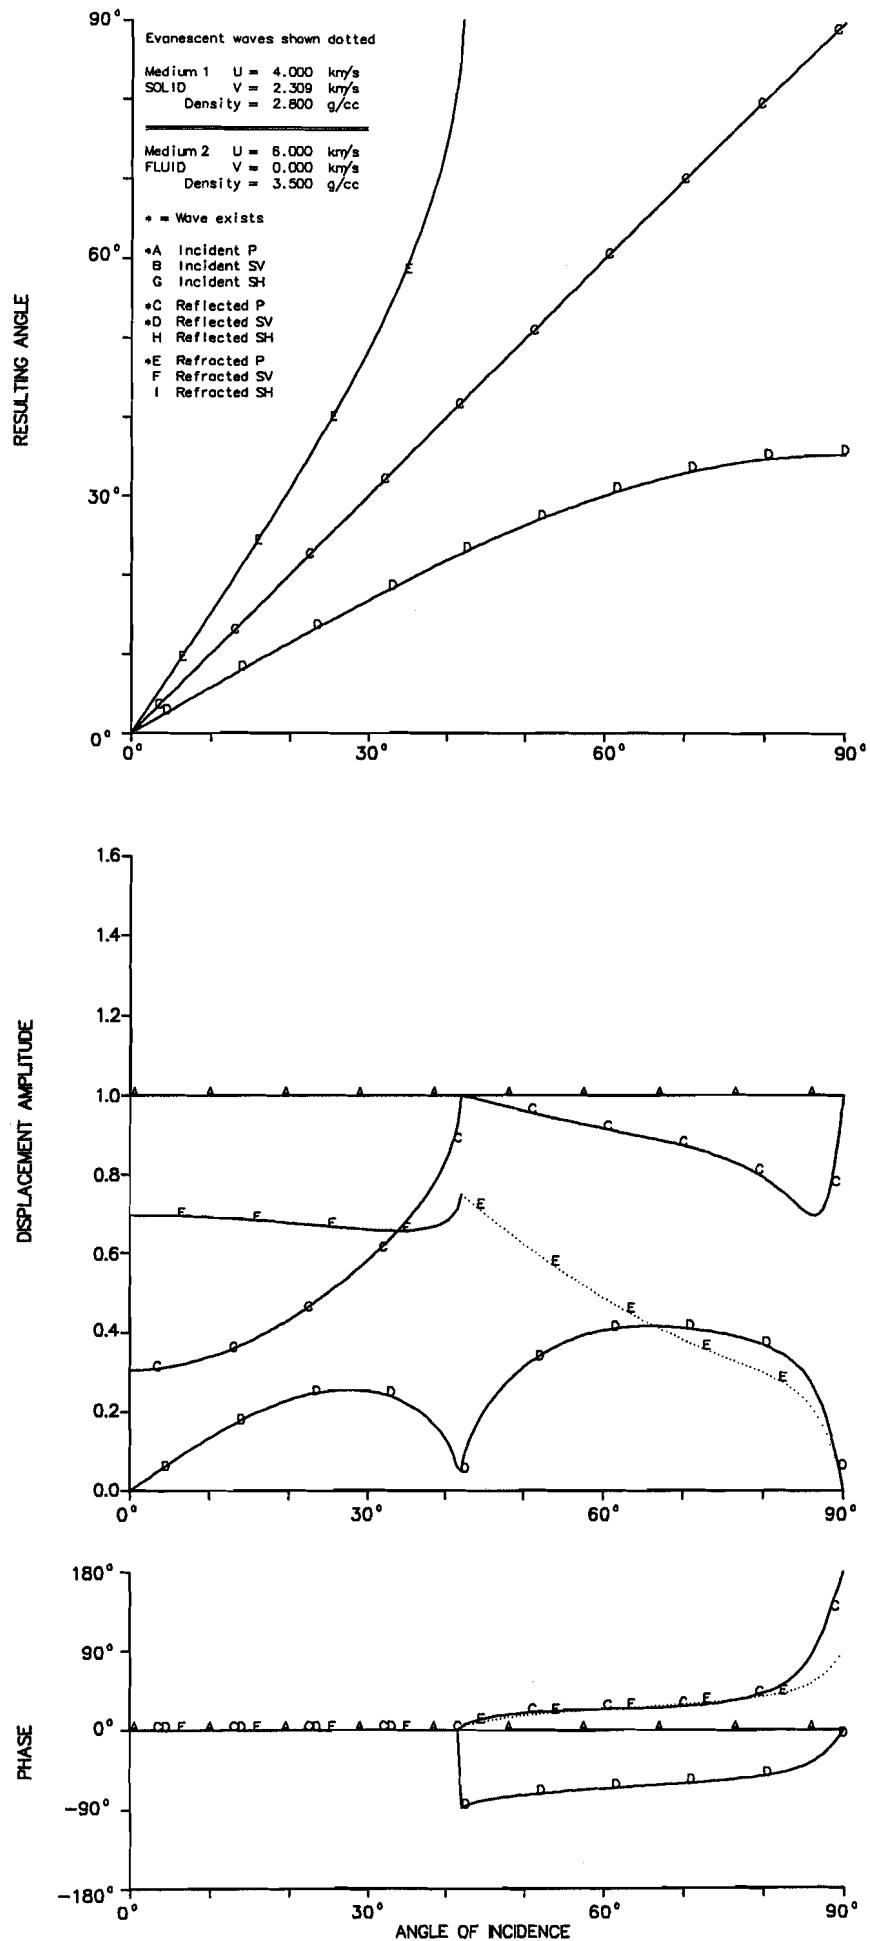 90°
Evanescent waves shown dotted
Medium 1 U = 4.000 km/s
SOLID V = 2.309 km/s
Density = 2.800 g/cc
Medium 2 U = 6.000 km/s
FLUID V = 0.000 km/s
Density = 3.500 g/cc
* = Wave exists
*A Incident P
B Incident SV
G Incident SH
*C Reflected P
*D Reflected SV
H Reflected SH
*E Refracted P
F Refracted SV
I Refracted SH
60°
30°
0°
RESULTING ANGLE
0° 30° 60° 90°
E E E E
C C C C C C C C C C
D D D D D D D D D D
1.6
1.4
1.2
1.0
0.8
0.6
0.4
0.2
0.0
DISPLACEMENT AMPLITUDE
A A A A A A A A A A
C C C C C C C C C C
E E E E E E E E E
D D D D D D D D D D
0° 30° 60° 90°
180°
90°
0°
-90°
-180°
PHASE
A CD E A CD E A CD E A CD E A C A A A A A
E C E C E C E C E C
D D D D D D
0° 30° 60° 90°
ANGLE OF INCIDENCE